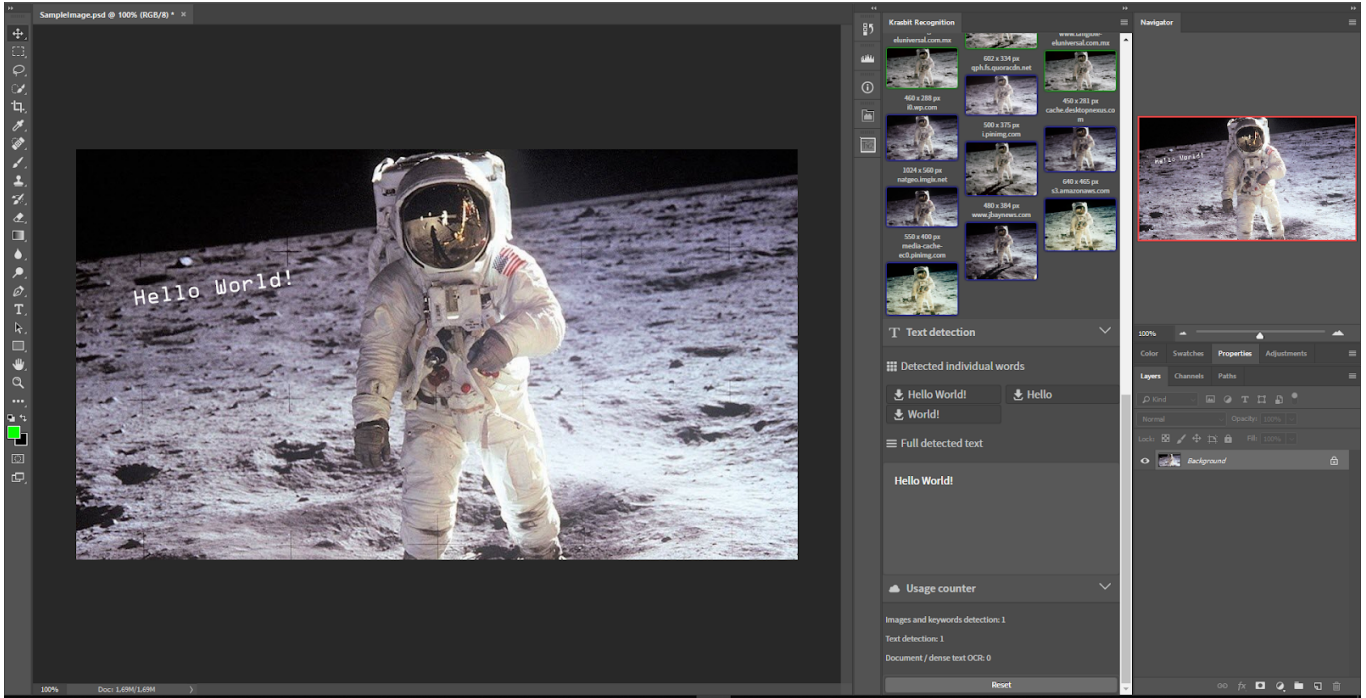 SampleImage.psd @ 100% (RGB/8) * ×
Hello World!
100%
Doc: 1,69M/1,69M
Krasbit Recognition
eluniversal.com.mx
602 x 334 px
qph.fs.quoracdn.net
eluniversal.com.mx
460 x 288 px
i0.wp.com
500 x 375 px
i.pinimg.com
450 x 281 px
cache.desktopnexus.co
m
1024 x 560 px
natgeo.imgix.net
480 x 384 px
www.jbaynews.com
640 x 465 px
s3.amazonaws.com
550 x 400 px
media-cache-
ec0.pinimg.com
Text detection
Detected individual words
Hello World!
Hello
World!
Full detected text
Hello World!
Usage counter
Images and keywords detection: 1
Text detection: 1
Document / dense text OCR: 0
Reset
Navigator
Hello World!
100%
Color Swatches Properties Adjustments
Layers Channels Paths
Kind
Normal Opacity: 100%
Lock: Fill: 100%
Background